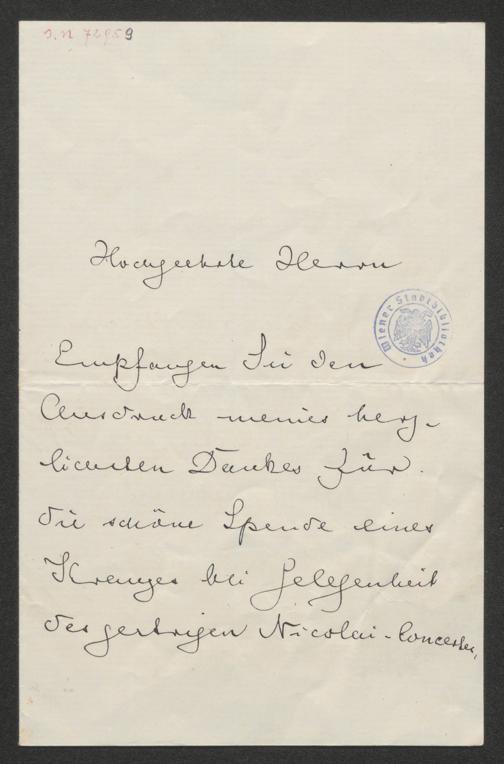 J.N. 72959
Hochgeehrte Herrn
Wiener Stadtbibliothek
Empfangen Sie den
Ausdruck meines herz-
lichsten Dankes für
die schöne Spende eines
Kranzes bei Gelegenheit
des gestrigen Nicolai-Concertes,